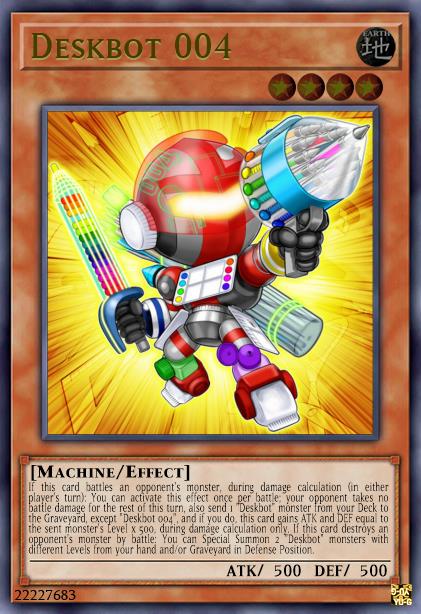 DESKBOT 004
EARTH
地
[MACHINE/EFFECT]
If this card battles an opponent's monster, during damage calculation (in either
player's turn): You can activate this effect once per battle; your opponent takes no
battle damage for the rest of this turn, also send 1 "Deskbot" monster from your Deck to
the Graveyard, except "Deskbot 004", and if you do, this card gains ATK and DEF equal to
the sent monster's Level x 500, during damage calculation only. If this card destroys an
opponent's monster by battle: You can Special Summon 2 "Deskbot" monsters with
different Levels from your hand and/or Graveyard in Defense Position.
ATK/ 500 DEF/ 500
22227683